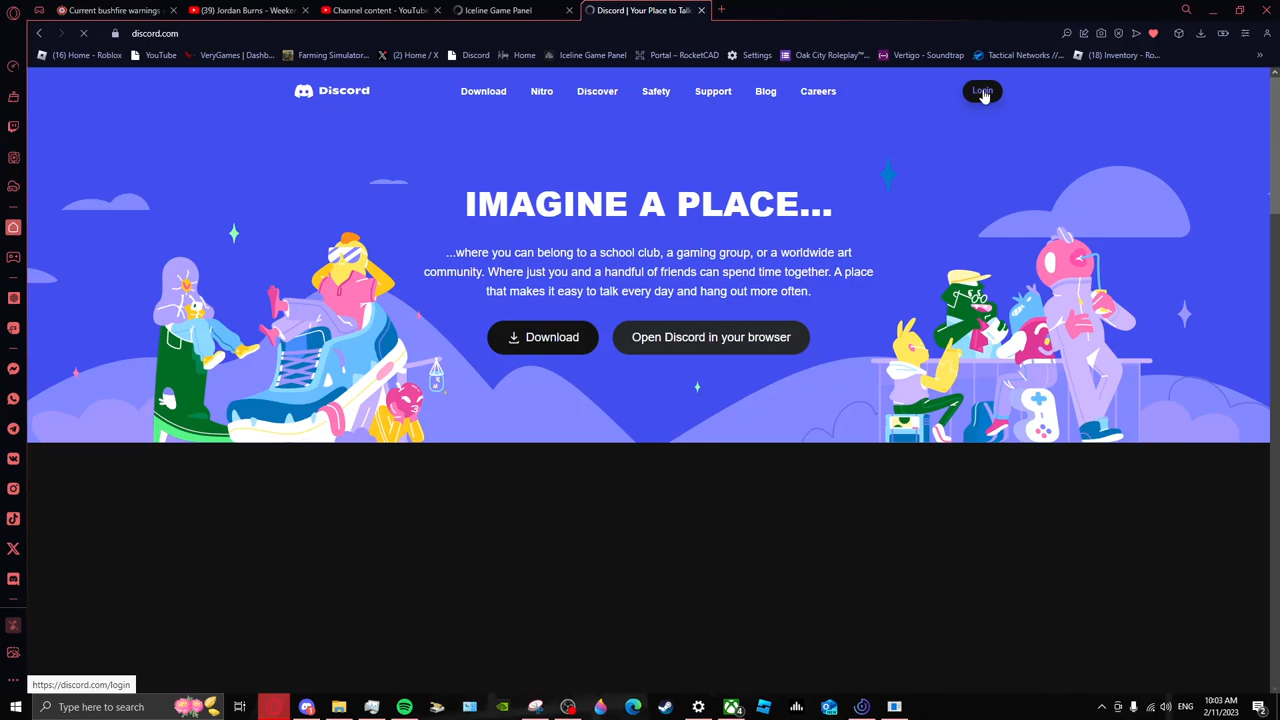 Current bushfire warnings a
(39) Jordan Burns - Weeke
Channel content - YouTube
Iceline Game Panel
Discord | Your Place to Tal
discord.com
(16) Home - Roblox
YouTube
VeryGames | Dashb...
Farming Simulator...
(2) Home / X
Discord
Home
Iceline Game Panel
Portal – RocketCAD
Settings
Oak City Roleplay™...
Vertigo - Soundtrap
Tactical Networks //...
(18) Inventory - Ro...
Discord
Download
Nitro
Discover
Safety
Support
Blog
Careers
Login
IMAGINE A PLACE...
...where you can belong to a school club, a gaming group, or a worldwide art
community. Where just you and a handful of friends can spend time together. A place
that makes it easy to talk every day and hang out more often.
Download
Open Discord in your browser
https://discord.com/login
Type here to search
ENG
10:03 AM
2/11/2023